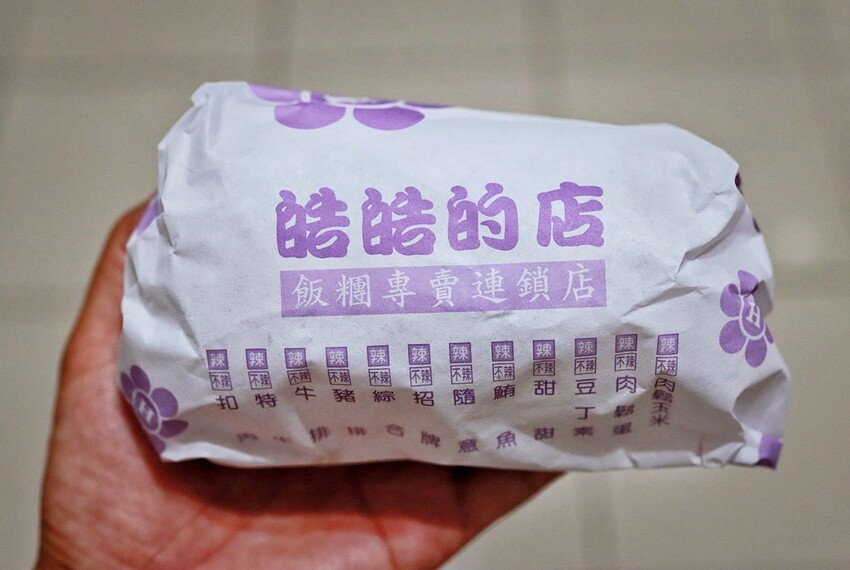 皓皓的店
飯糰專賣連鎖店
辣 不辣 肉鬆玉米
辣 不辣 肉鬆蛋
辣 不辣 豆丁素
辣 不辣 甜甜
辣 不辣 鮪魚
辣 不辣 隨意
辣 不辣 招牌
辣 不辣 綜合
辣 不辣 豬排
辣 不辣 牛排
辣 不辣 特
辣 不辣 扣肉
H
H